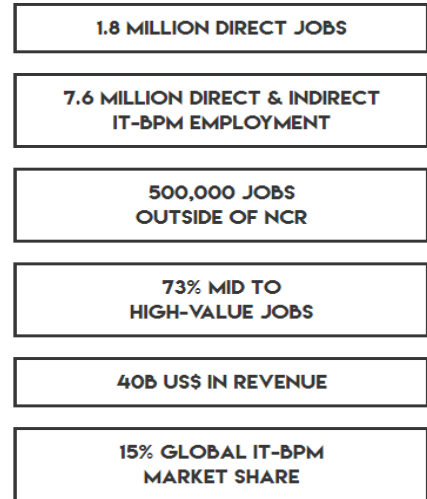 1.8 MILLION DIRECT JOBS
7.6 MILLION DIRECT & INDIRECT
IT-BPM EMPLOYMENT
500,000 JOBS
OUTSIDE OF NCR
73% MID TO
HIGH-VALUE JOBS
40B US$ IN REVENUE
15% GLOBAL IT-BPM
MARKET SHARE